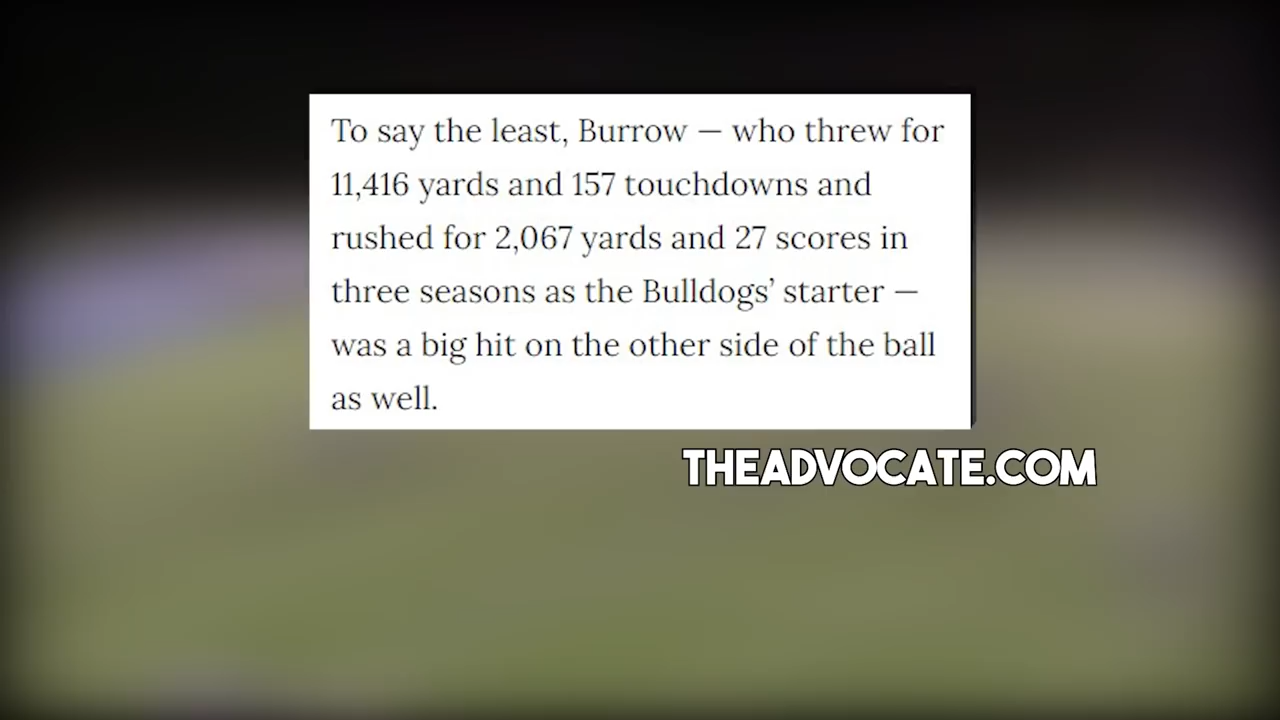 To say the least, Burrow — who threw for
11,416 yards and 157 touchdowns and
rushed for 2,067 yards and 27 scores in
three seasons as the Bulldogs’ starter —
was a big hit on the other side of the ball
as well.
THEADVOCATE.COM